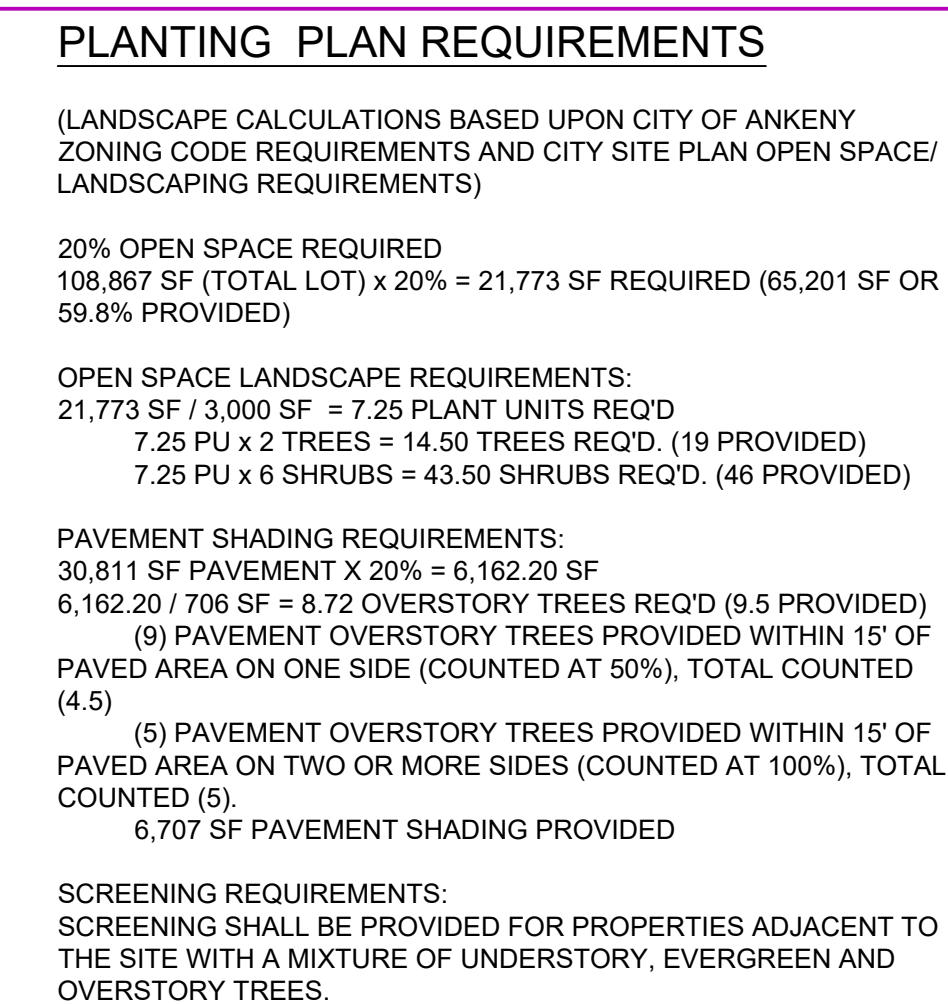 PLANTING PLAN REQUIREMENTS
(LANDSCAPE CALCULATIONS BASED UPON CITY OF ANKENY
ZONING CODE REQUIREMENTS AND CITY SITE PLAN OPEN SPACE/
LANDSCAPING REQUIREMENTS)
20% OPEN SPACE REQUIRED
108,867 SF (TOTAL LOT) x 20% = 21,773 SF REQUIRED (65,201 SF OR
59.8% PROVIDED)
OPEN SPACE LANDSCAPE REQUIREMENTS:
21,773 SF / 3,000 SF = 7.25 PLANT UNITS REQ'D
7.25 PU x 2 TREES = 14.50 TREES REQ'D. (19 PROVIDED)
7.25 PU x 6 SHRUBS = 43.50 SHRUBS REQ'D. (46 PROVIDED)
PAVEMENT SHADING REQUIREMENTS:
30,811 SF PAVEMENT X 20% = 6,162.20 SF
6,162.20 / 706 SF = 8.72 OVERSTORY TREES REQ'D (9.5 PROVIDED)
(9) PAVEMENT OVERSTORY TREES PROVIDED WITHIN 15' OF
PAVED AREA ON ONE SIDE (COUNTED AT 50%), TOTAL COUNTED
(4.5)
(5) PAVEMENT OVERSTORY TREES PROVIDED WITHIN 15' OF
PAVED AREA ON TWO OR MORE SIDES (COUNTED AT 100%), TOTAL
COUNTED (5).
6,707 SF PAVEMENT SHADING PROVIDED
SCREENING REQUIREMENTS:
SCREENING SHALL BE PROVIDED FOR PROPERTIES ADJACENT TO
THE SITE WITH A MIXTURE OF UNDERSTORY, EVERGREEN AND
OVERSTORY TREES.